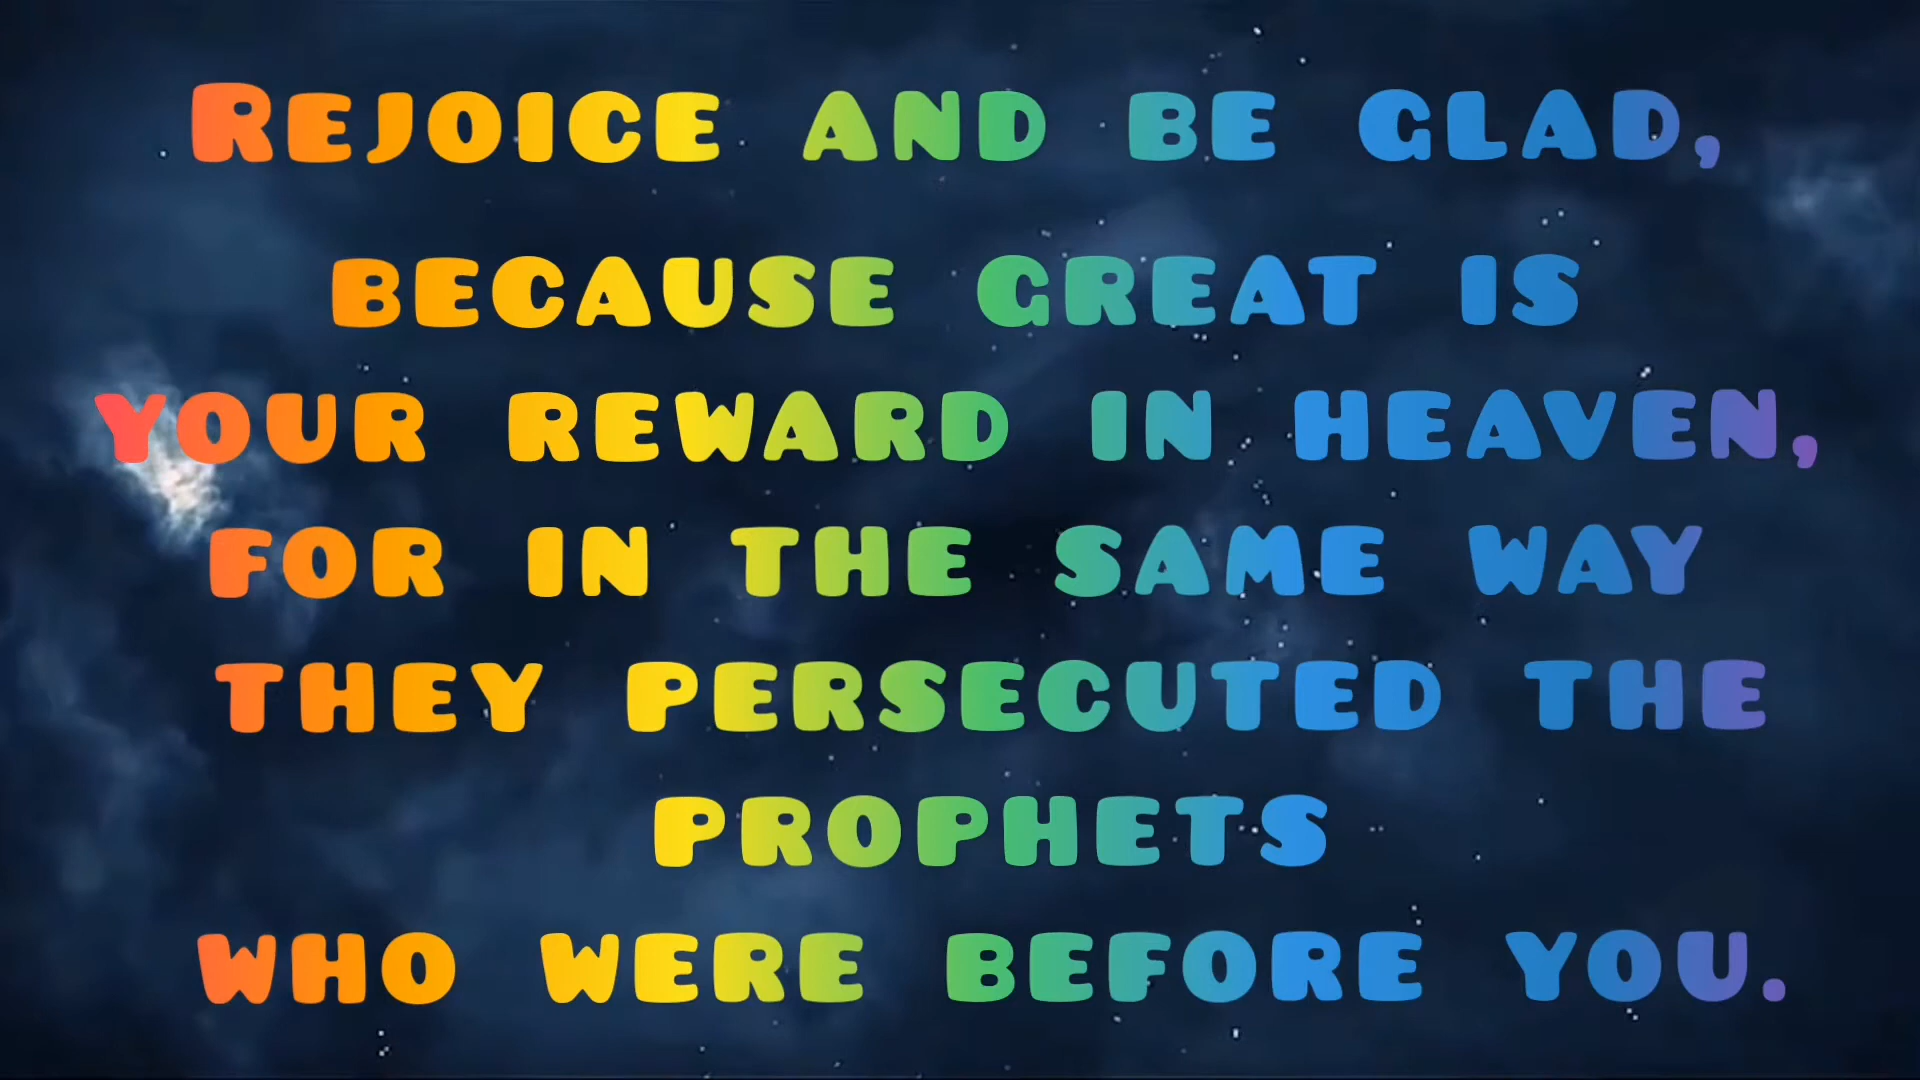 Rejoice and be glad,
because great is
your reward in heaven,
for in the same way
they persecuted the
prophets
who were before you.